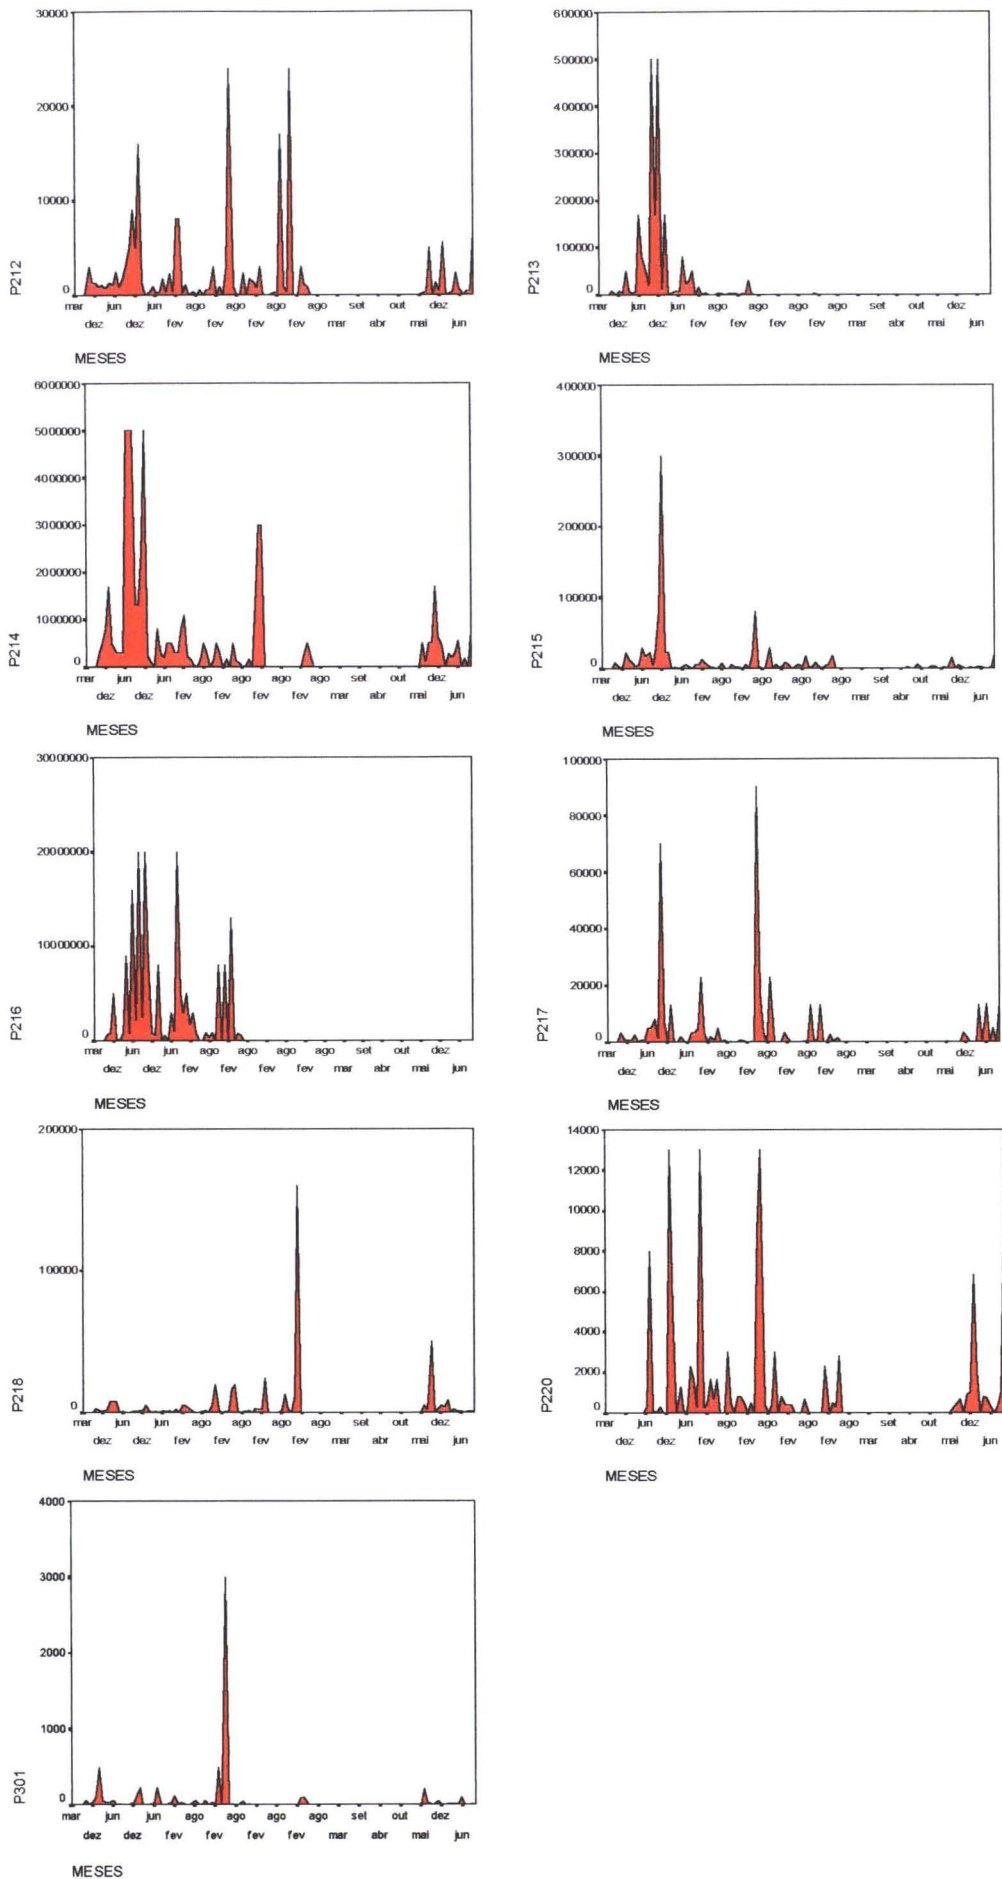 30000
20000
10000
0
P212
mar jun jun ago ago ago ago set out dez
dez dez fev fev fev fev mar abr mai jun
MESES
600000
500000
400000
300000
200000
100000
0
P213
mar jun jun ago ago ago ago set out dez
dez dez fev fev fev fev mar abr mai jun
MESES
6000000
5000000
4000000
3000000
2000000
1000000
0
P214
mar jun jun ago ago ago ago set out dez
dez dez fev fev fev fev mar abr mai jun
MESES
400000
300000
200000
100000
0
P215
mar jun jun ago ago ago ago set out dez
dez dez fev fev fev fev mar abr mai jun
MESES
30000000
20000000
10000000
0
P216
mar jun jun ago ago ago ago set out dez
dez dez fev fev fev fev mar abr mai jun
MESES
100000
80000
60000
40000
20000
0
P217
mar jun jun ago ago ago ago set out dez
dez dez fev fev fev fev mar abr mai jun
MESES
200000
100000
0
P218
mar jun jun ago ago ago ago set out dez
dez dez fev fev fev fev mar abr mai jun
MESES
14000
12000
10000
8000
6000
4000
2000
0
P220
mar jun jun ago ago ago ago set out dez
dez dez fev fev fev fev mar abr mai jun
MESES
4000
3000
2000
1000
0
P301
mar jun jun ago ago ago ago set out dez
dez dez fev fev fev fev mar abr mai jun
MESES